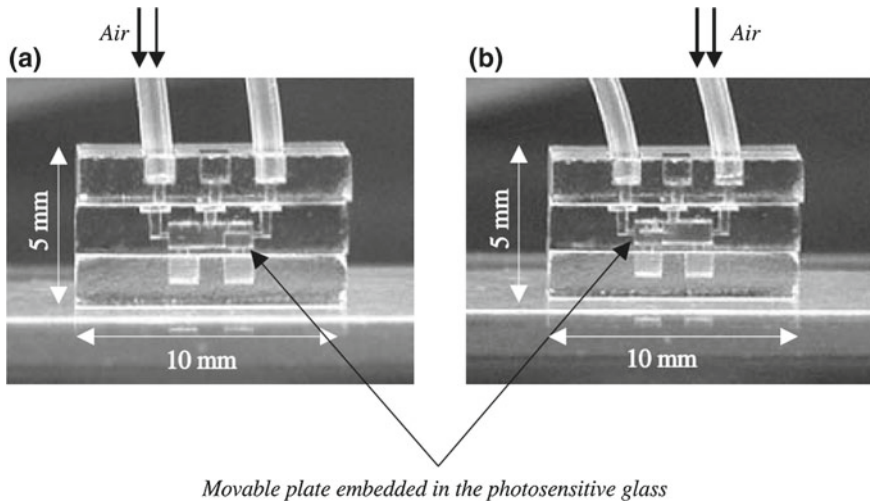 Air
Air
(a)
(b)
5 mm
5 mm
10 mm
10 mm
Movable plate embedded in the photosensitive glass